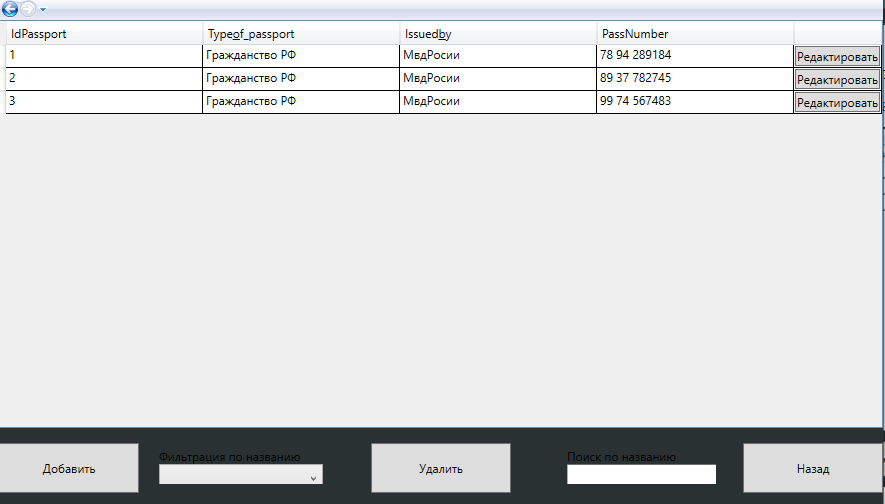 IdPassport Typeof_passport Issuedby PassNumber
1 Гражданство РФ МвдРосии 78 94 289184 Редактировать
2 Гражданство РФ МвдРосии 89 37 782745 Редактировать
3 Гражданство РФ МвдРосии 99 74 567483 Редактировать
Фильтрация по названию Поиск по названию
Добавить Удалить Назад